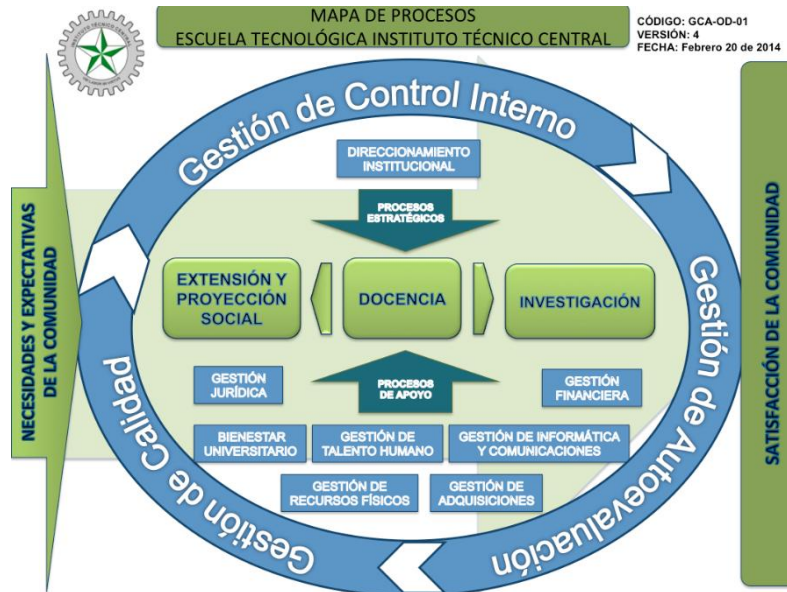 MAPA DE PROCESOS
ESCUELA TECNOLÓGICA INSTITUTO TÉCNICO CENTRAL
CÓDIGO: GCA-OD-01
VERSIÓN: 4
FECHA: Febrero 20 de 2014
NECESIDADES Y EXPECTATIVAS
DE LA COMUNIDAD
Gestión de Control Interno
DIRECCIONAMIENTO
INSTITUCIONAL
PROCESOS
ESTRATÉGICOS
EXTENSIÓN Y
PROYECCIÓN
SOCIAL
DOCENCIA
INVESTIGACIÓN
GESTIÓN
JURÍDICA
PROCESOS
DE APOYO
GESTIÓN
FINANCIERA
BIENESTAR
UNIVERSITARIO
GESTIÓN DE
TALENTO HUMANO
GESTIÓN DE INFORMÁTICA
Y COMUNICACIONES
GESTIÓN DE
RECURSOS FÍSICOS
GESTIÓN DE
ADQUISICIONES
Gestión de Autoevaluación
Gestión de Calidad
SATISFACCIÓN DE LA COMUNIDAD